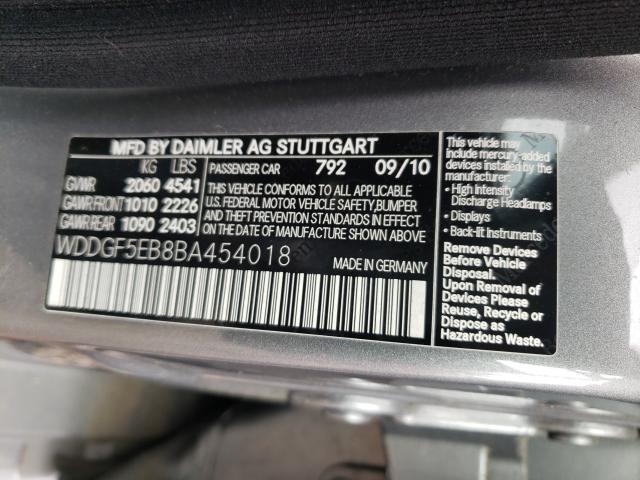 MFD BY DAIMLER AG STUTTGART
KG LBS
GVWR 2060 4541
GAWR FRONT 1010 2226
GAWR REAR 1090 2403
PASSENGER CAR 792 09/10
THIS VEHICLE CONFORMS TO ALL APPLICABLE
U.S. FEDERAL MOTOR VEHICLE SAFETY,BUMPER
AND THEFT PREVENTION STANDARDS IN EFFECT
ON THE DATE OF MANUFACTURE SHOWN ABOVE.
WDDGF5EB8BA454018
MADE IN GERMANY
This vehicle may
include mercury-added
devices installed by the
manufacturer:
• High Intensity
Discharge Headlamps
• Displays
• Back-lit Instruments
Remove Devices
Before Vehicle
Disposal.
Upon Removal of
Devices Please
Reuse, Recycle or
Dispose as
Hazardous Waste.